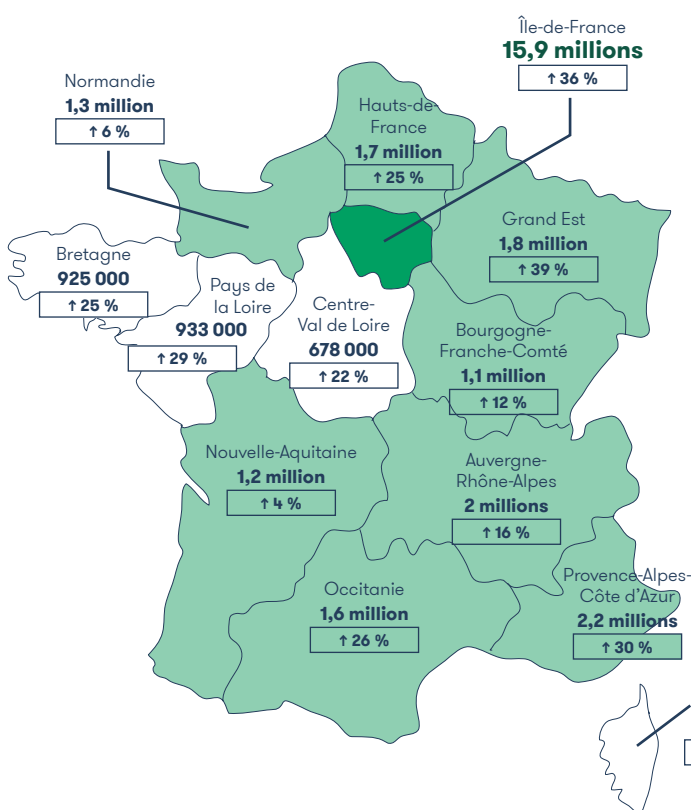 Île-de-France
15,9 millions
↑ 36 %
Normandie
1,3 million
↑ 6 %
Hauts-de-
France
1,7 million
↑ 25 %
Grand Est
1,8 million
↑ 39 %
Bretagne
925 000
↑ 25 %
Pays de
la Loire
933 000
↑ 29 %
Centre-
Val de Loire
678 000
↑ 22 %
Bourgogne-
Franche-Comté
1,1 million
↑ 12 %
Nouvelle-Aquitaine
1,2 million
↑ 4 %
Auvergne-
Rhône-Alpes
2 millions
↑ 16 %
Occitanie
1,6 million
↑ 26 %
Provence-Alpes-
Côte d’Azur
2,2 millions
↑ 30 %